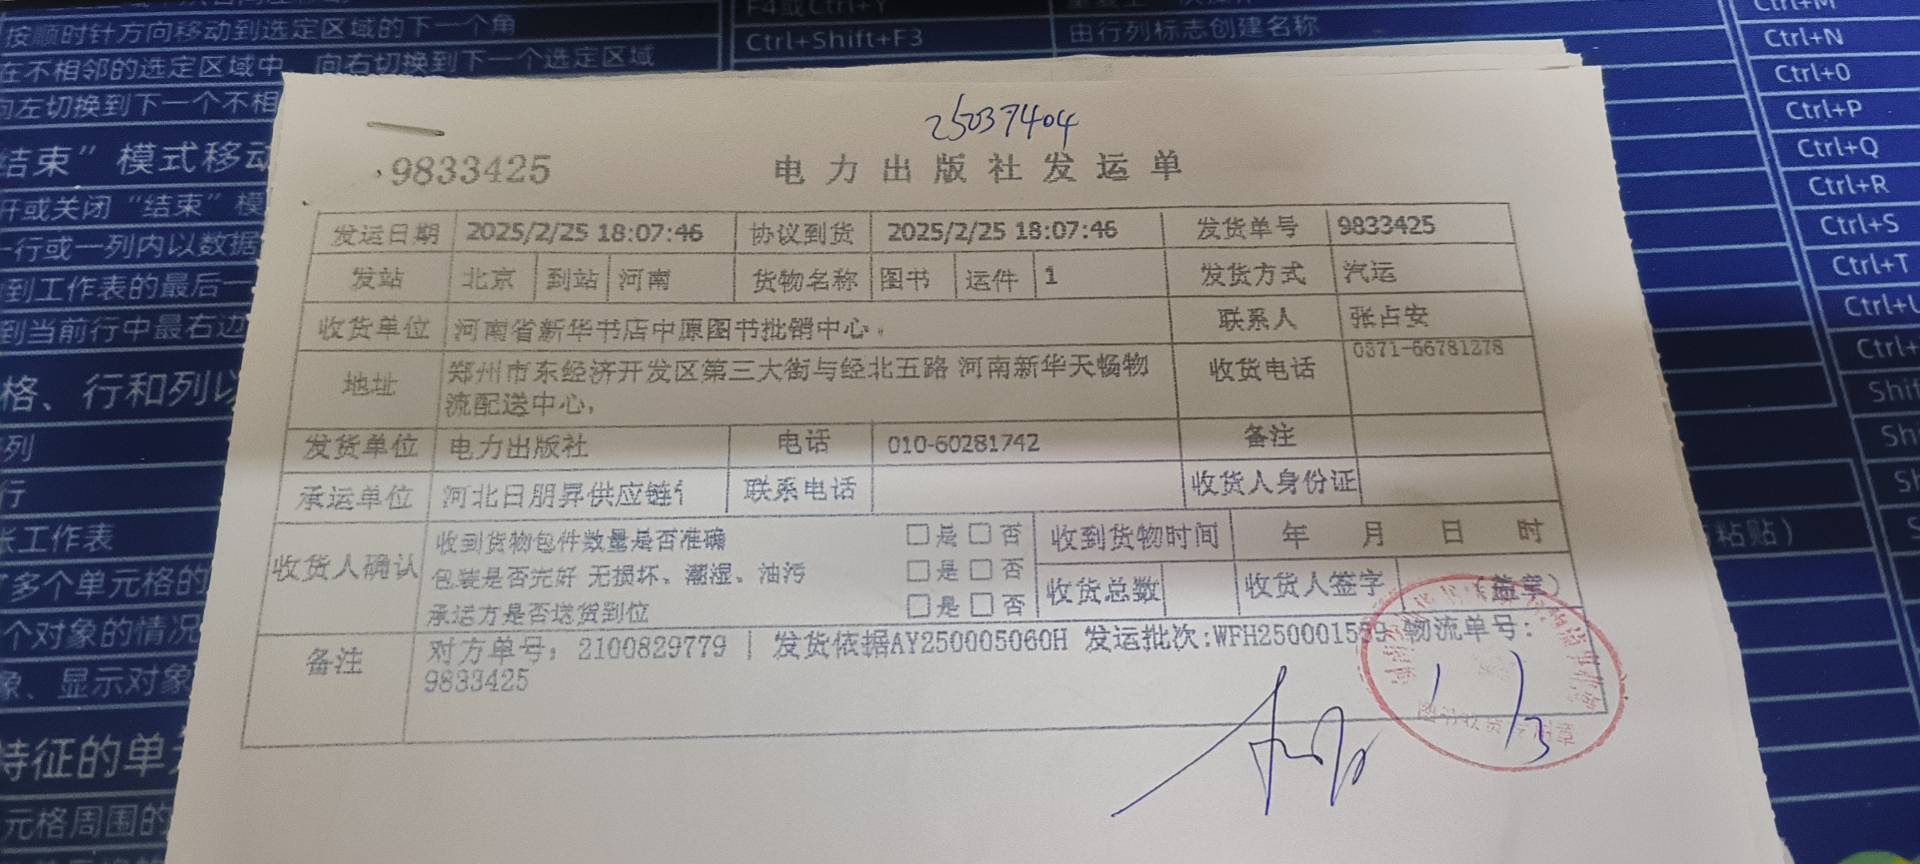 F4或Ctrl+Y
按顺时针方向移动到选定区域的下一个角
Ctrl+Shift+F3
由行列标志创建名称
Ctrl+M
在不相邻的选定区域中，向右切换到下一个选定区域
Ctrl+N
向左切换到下一个不相
Ctrl+O
Ctrl+P
结束”模式移动
Ctrl+Q
开或关闭“结束”模
Ctrl+R
一行或一列内以数据
Ctrl+S
到工作表的最后一
Ctrl+T
到当前行中最右边
Ctrl+U
格、行和列以
Ctrl+
Shif
列
Sh
行
张工作表
粘贴）
多个单元格的
个对象的情况
象、显示对象
特征的单元
元格周围的
25037404
9833425
电力出版社发运单
发运日期 2025/2/25 18:07:46 协议到货 2025/2/25 18:07:46 发货单号 9833425
发站 北京 到站 河南 货物名称 图书 运件 1 发货方式 汽运
收货单位 河南省新华书店中原图书批销中心。 联系人 张占安
地址 郑州市东经济开发区第三大街与经北五路 河南新华天畅物 收货电话 0371-66781278
流配送中心,
发货单位 电力出版社 电话 010-60281742 备注
承运单位 河北日朋昇供应链 联系电话 收货人身份证
收货人确认 收到货物包件数量是否准确 □是□否 收到货物时间 年 月 日 时
包装是否完好 无损坏、潮湿、油污 □是□否
承运方是否送货到位 □是□否 收货总数 收货人签字 （盖章）
备注 对方单号：2100829779 | 发货依据AY250005060H 发运批次:WFH250001589 物流单号:
9833425
1/3